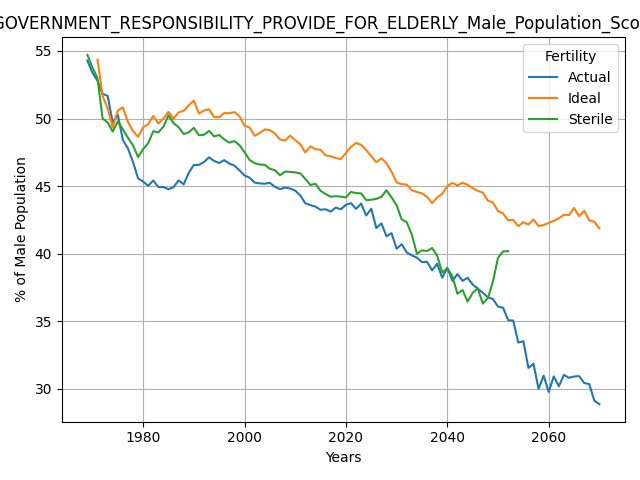 GOVERNMENT_RESPONSIBILITY_PROVIDE_FOR_ELDERLY_Male_Population_Sco
55
50
45
40
35
30
% of Male Population
Fertility
Actual
Ideal
Sterile
1980
2000
2020
2040
2060
Years